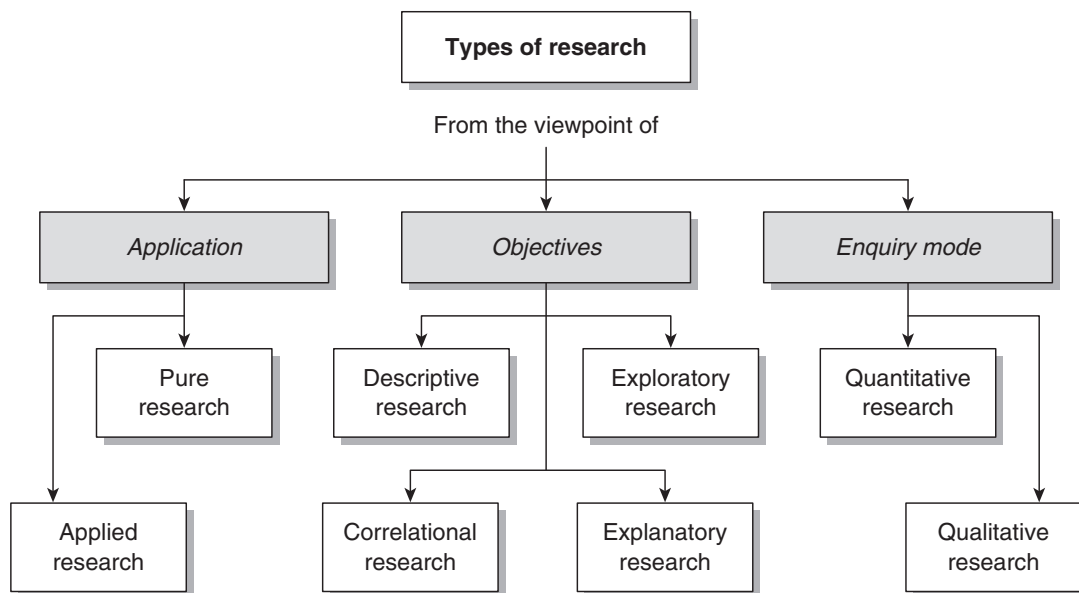 Types of research
From the viewpoint of
Application
Objectives
Enquiry mode
Pure
research
Descriptive
research
Exploratory
research
Quantitative
research
Applied
research
Correlational
research
Explanatory
research
Qualitative
research